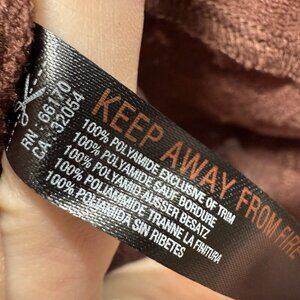 RN - 66170
CA - 32054
KEEP AWAY FROM FIRE
100% POLYAMIDE EXCLUSIVE OF TRIM
100% POLYAMIDE SAUF BORDURE
100% POLYAMID AUSSER BESATZ
100% POLIAMMIDE TRANNE LA FINITURA
100% POLIAMIDA SIN RIBETES